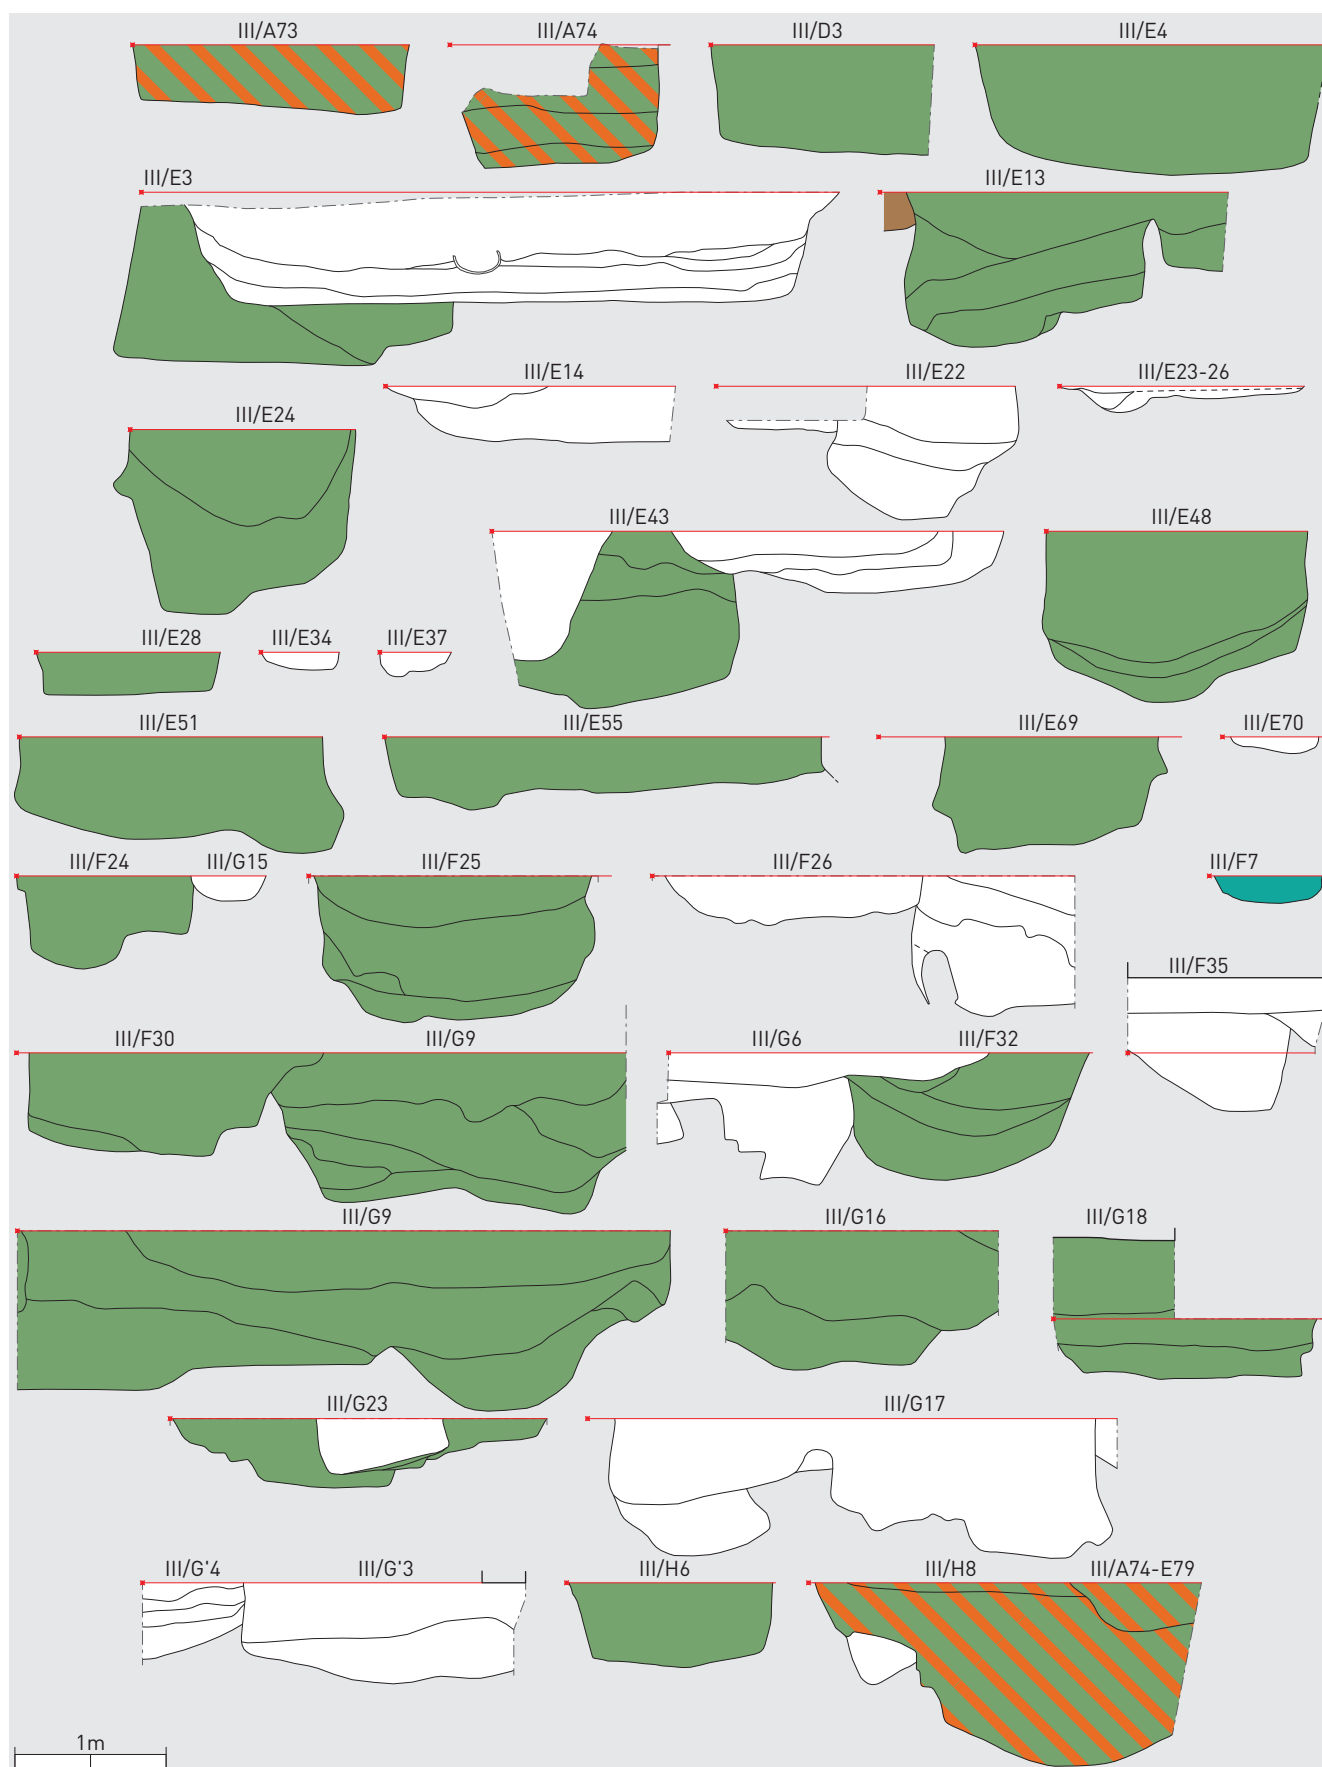 III/A73 III/A74 III/D3 III/E4
III/E3 III/E13
III/E14 III/E22 III/E23-26
III/E24
III/E43 III/E48
III/E28 III/E34 III/E37
III/E51 III/E55 III/E69 III/E70
III/F24 III/G15 III/F25 III/F26 III/F7
III/F35
III/F30 III/G9 III/G6 III/F32
III/G9 III/G16 III/G18
III/G23 III/G17
III/G'4 III/G'3 III/H6 III/H8 III/A74-E79
1m